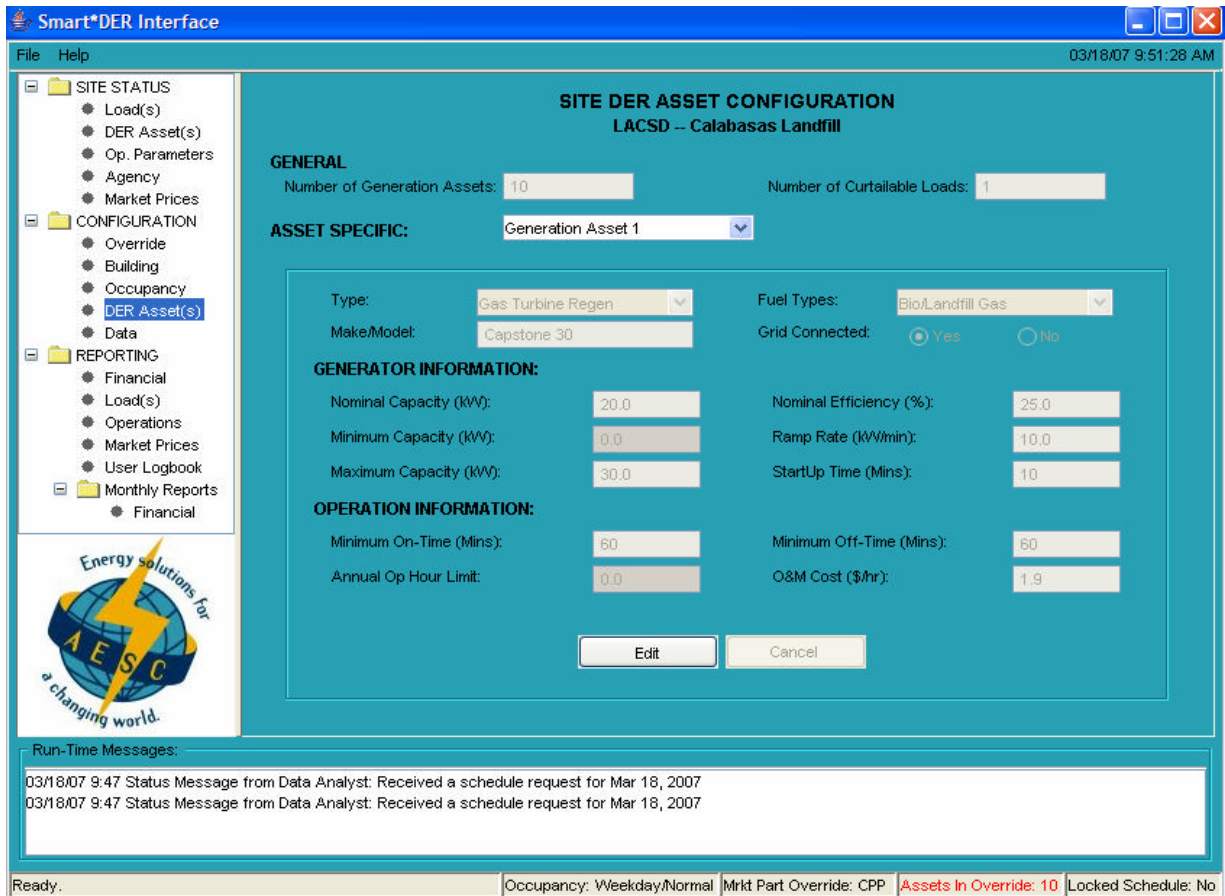 Smart*DER Interface
File Help 03/18/07 9:51:28 AM
SITE STATUS
Load(s)
DER Asset(s)
Op. Parameters
Agency
Market Prices
CONFIGURATION
Override
Building
Occupancy
DER Asset(s)
Data
REPORTING
Financial
Load(s)
Operations
Market Prices
User Logbook
Monthly Reports
Financial
Energy solutions for
AESC
a changing world.
SITE DER ASSET CONFIGURATION
LACSD -- Calabasas Landfill
GENERAL
Number of Generation Assets: 10 Number of Curtailable Loads: 1
ASSET SPECIFIC: Generation Asset 1
Type: Gas Turbine Regen Fuel Types: Bio/Landfill Gas
Make/Model: Capstone 30 Grid Connected: Yes No
GENERATOR INFORMATION:
Nominal Capacity (kW): 20.0 Nominal Efficiency (%): 25.0
Minimum Capacity (kW): 0.0 Ramp Rate (kW/min): 10.0
Maximum Capacity (kW): 30.0 StartUp Time (Mins): 10
OPERATION INFORMATION:
Minimum On-Time (Mins): 60 Minimum Off-Time (Mins): 60
Annual Op Hour Limit: 0.0 O&M Cost ($/hr): 1.9
Edit Cancel
Run-Time Messages:
03/18/07 9:47 Status Message from Data Analyst: Received a schedule request for Mar 18, 2007
03/18/07 9:47 Status Message from Data Analyst: Received a schedule request for Mar 18, 2007
Ready. Occupancy: Weekday/Normal Mrkt Part Override: CPP Assets In Override: 10 Locked Schedule: No